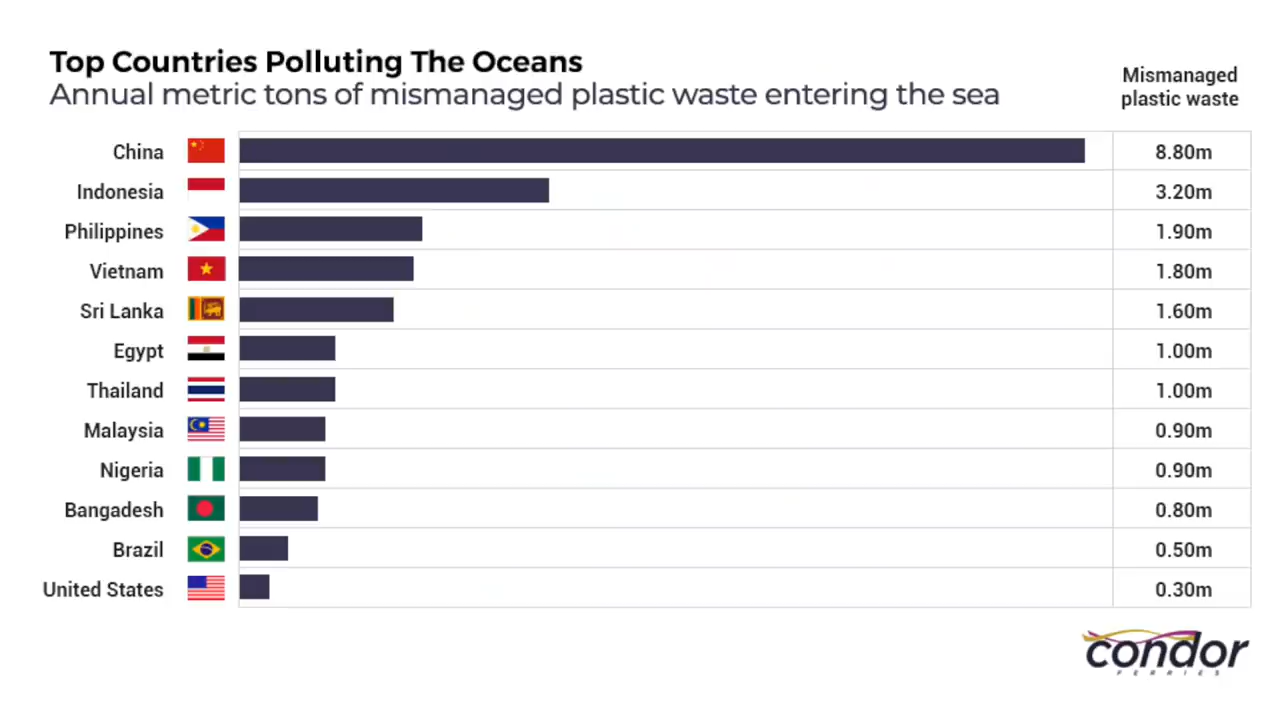 Top Countries Polluting The Oceans
Annual metric tons of mismanaged plastic waste entering the sea
Mismanaged
plastic waste
China 8.80m
Indonesia 3.20m
Philippines 1.90m
Vietnam 1.80m
Sri Lanka 1.60m
Egypt 1.00m
Thailand 1.00m
Malaysia 0.90m
Nigeria 0.90m
Bangadesh 0.80m
Brazil 0.50m
United States 0.30m
condor
FERRIES